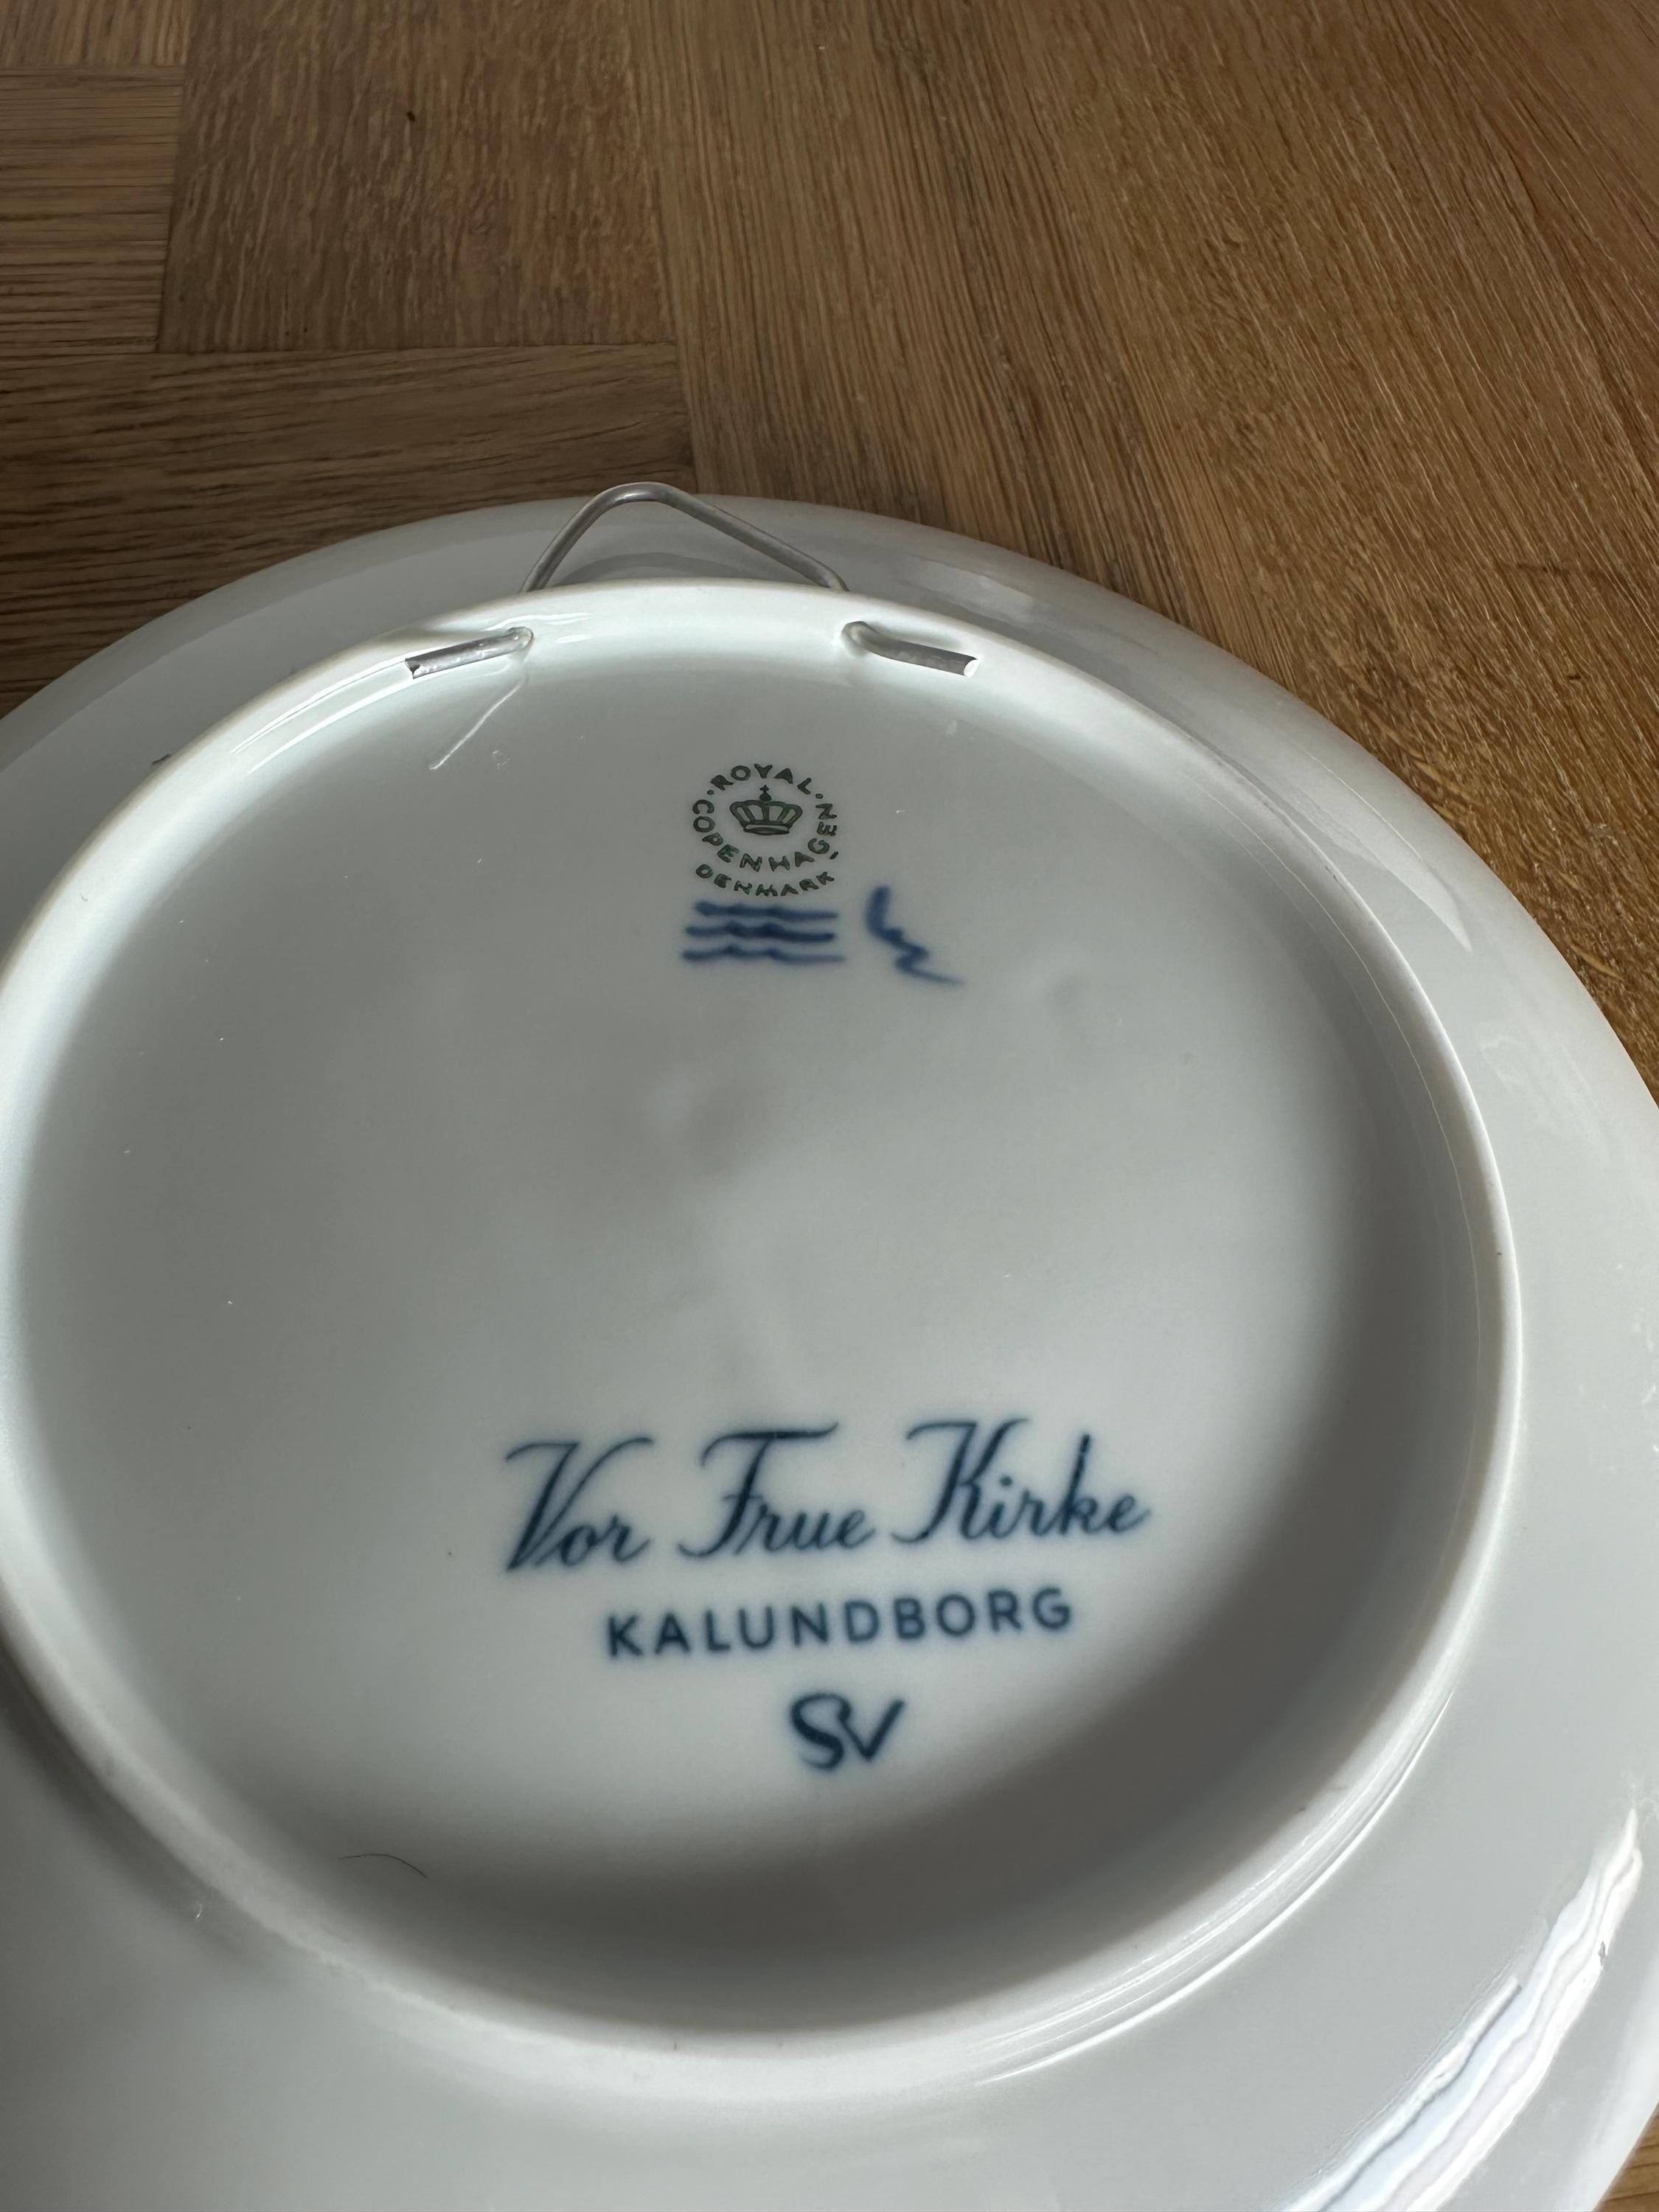 ROYAL
COPENHAGEN
DENMARK
Vor Frue Kirke
KALUNDBORG
SV